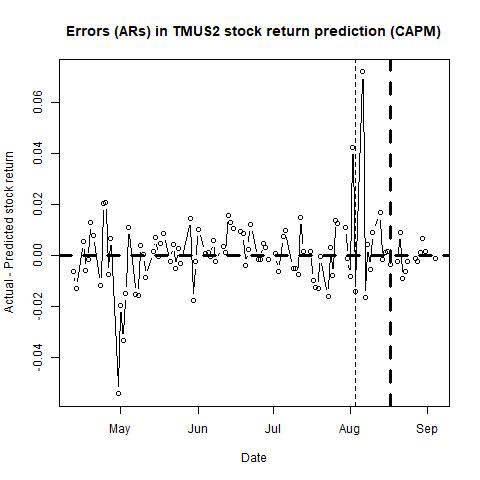 Errors (ARs) in TMUS2 stock return prediction (CAPM)
Actual - Predicted stock return
0.06
0.04
0.02
0.00
-0.02
-0.04
May Jun Jul Aug Sep
Date